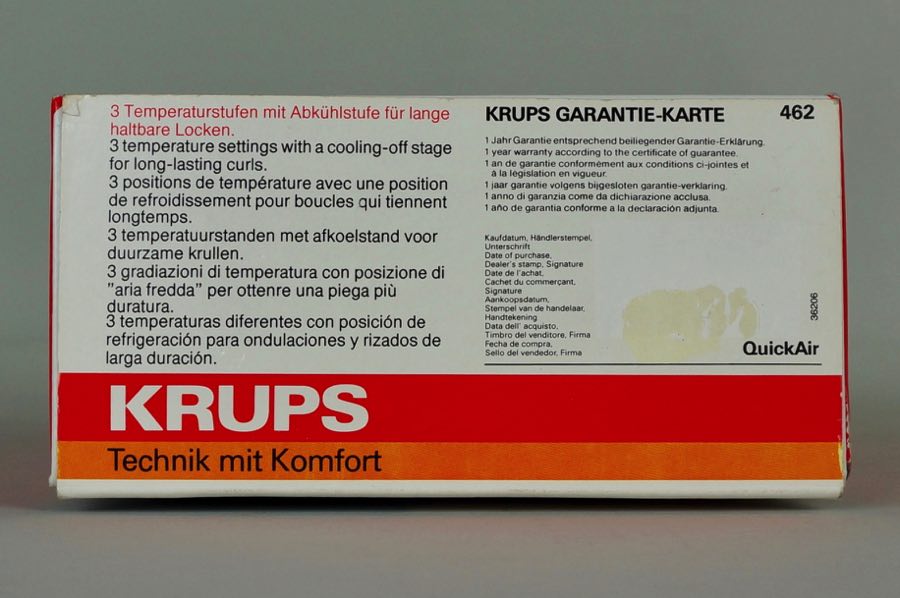 3 Temperaturstufen mit Abkühlstufe für lange
haltbare Locken.
3 temperature settings with a cooling-off stage
for long-lasting curls.
3 positions de température avec une position
de refroidissement pour boucles qui tiennent
longtemps.
3 temperatuurstanden met afkoelstand voor
duurzame krullen.
3 gradiazioni di temperatura con posizione di
"aria fredda" per ottenre una piega più
duratura.
3 temperaturas diferentes con posición de
refrigeración para ondulaciones y rizados de
larga duración.
KRUPS GARANTIE-KARTE 462
1 Jahr Garantie entsprechend beiliegender Garantie-Erklärung.
1 year warranty according to the certificate of guarantee.
1 an de garantie conformément aux conditions ci-jointes et
à la législation en vigueur.
1 jaar garantie volgens bijgesloten garantie-verklaring.
1 anno di garanzia come da dichiarazione acclusa.
1 año de garantia conforme a la declaración adjunta.
Kaufdatum, Händlerstempel,
Unterschrift
Date of purchase,
Dealer's stamp, Signature
Date de l'achat,
Cachet du commerçant,
Signature
Aankoopsdatum,
Stempel van de handelaar,
Handtekening
Data dell' acquisto,
Timbro del venditore, Firma
Fecha de compra,
Sello del vendedor, Firma
36206
QuickAir
KRUPS
Technik mit Komfort